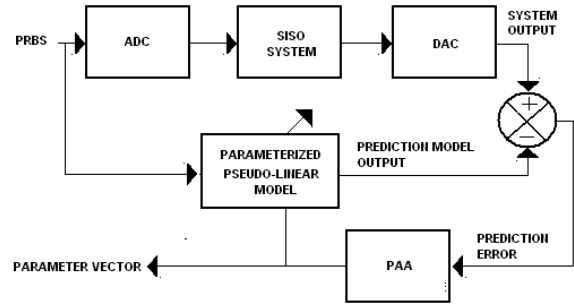 PRBS
ADC
SISO
SYSTEM
DAC
SYSTEM
OUTPUT
+
−
PARAMETERIZED
PSEUDO-LINEAR
MODEL
PREDICTION MODEL
OUTPUT
PARAMETER VECTOR
PAA
PREDICTION
ERROR